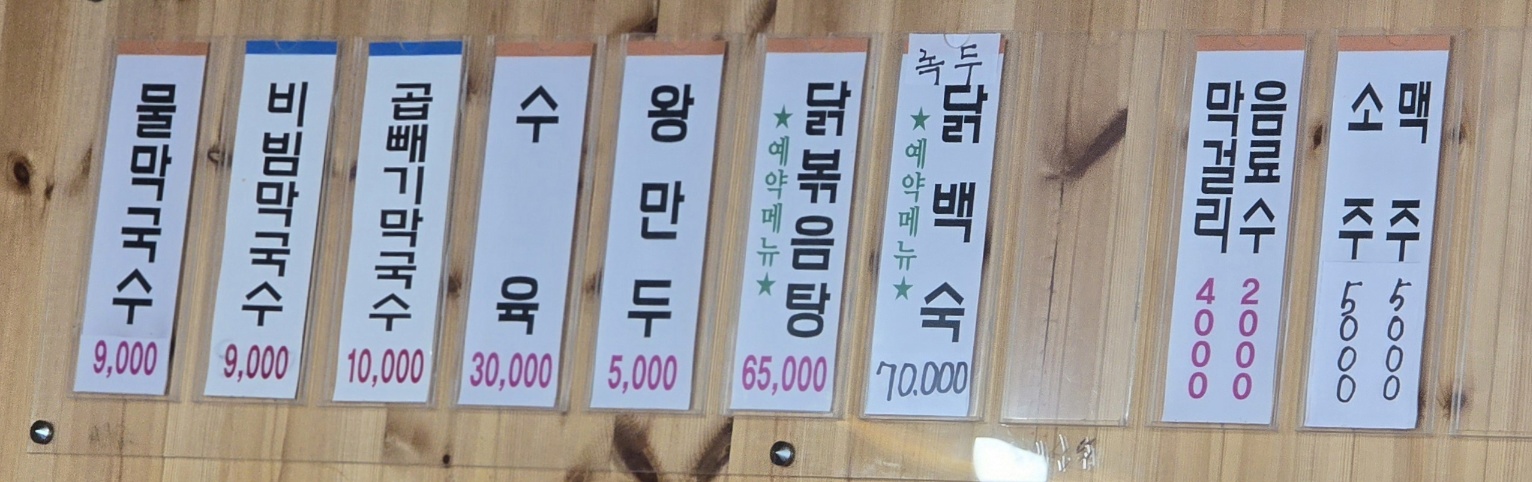 물막국수
9,000
비빔막국수
9,000
곱빼기막국수
10,000
수육
30,000
왕만두
5,000
닭볶음탕
★예약메뉴★
65,000
녹두
닭백숙
★예약메뉴★
70.000
음료수
2000
막걸리
4000
맥주
5000
소주
5000